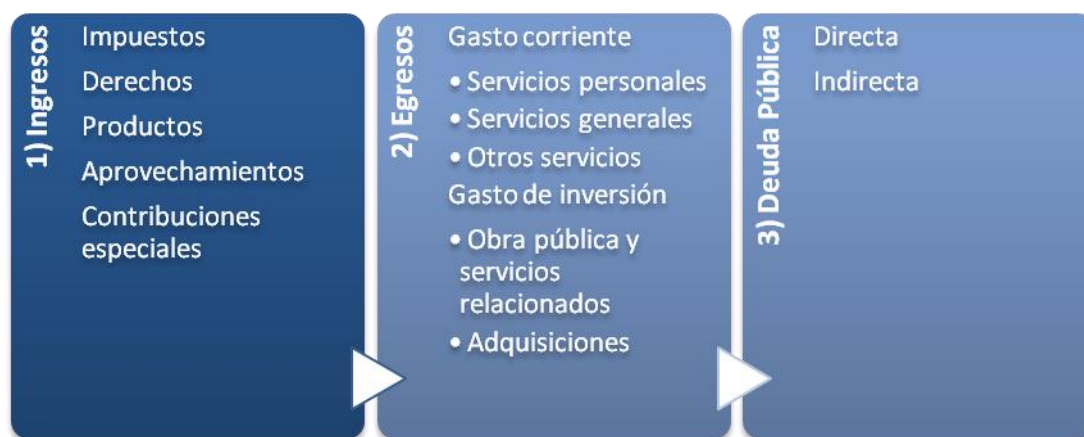 1) Ingresos
Impuestos
Derechos
Productos
Aprovechamientos
Contribuciones
especiales
2) Egresos
Gasto corriente
• Servicios personales
• Servicios generales
• Otros servicios
Gasto de inversión
• Obra pública y
servicios
relacionados
• Adquisiciones
3) Deuda Pública
Directa
Indirecta